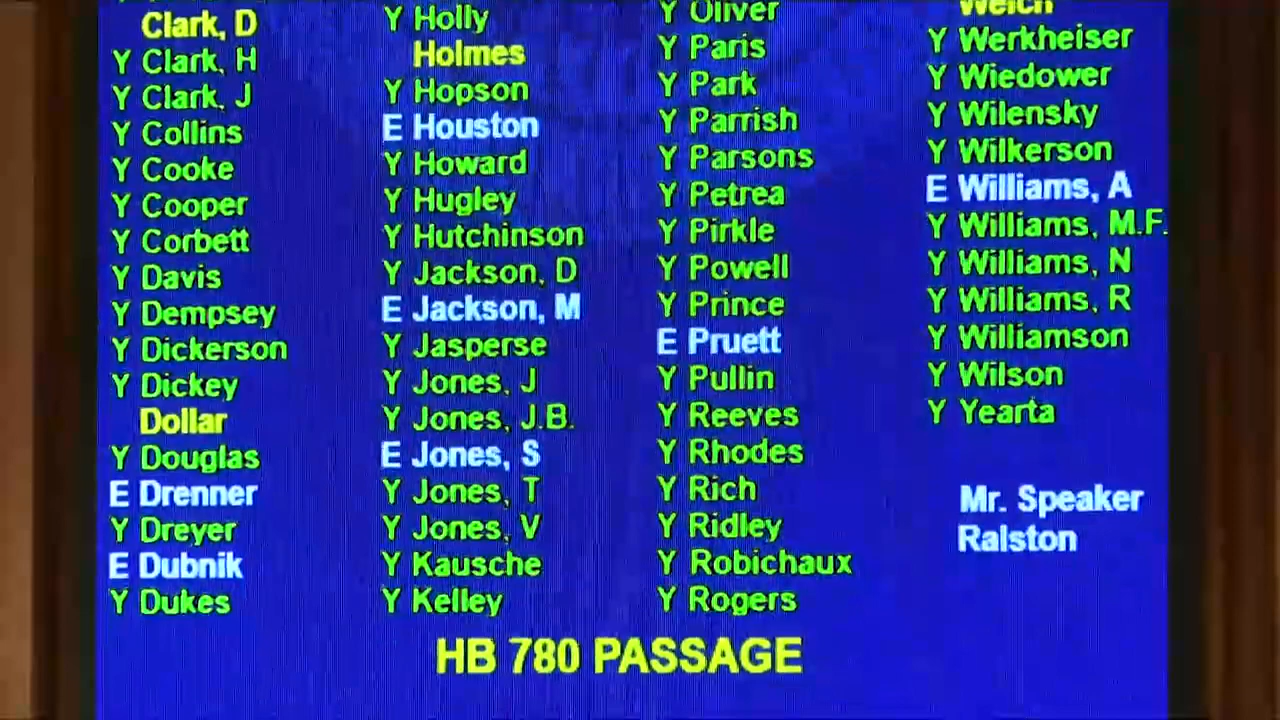 Clark, D
Y Clark, H
Y Clark, J
Y Collins
Y Cooke
Y Cooper
Y Corbett
Y Davis
Y Dempsey
Y Dickerson
Y Dickey
Dollar
Y Douglas
E Drenner
Y Dreyer
E Dubnik
Y Dukes
Y Holly
Holmes
Y Hopson
E Houston
Y Howard
Y Hugley
Y Hutchinson
Y Jackson, D
E Jackson, M
Y Jasperse
Y Jones, J
Y Jones, J.B.
E Jones, S
Y Jones, T
Y Jones, V
Y Kausche
Y Kelley
Y Oliver
Y Paris
Y Park
Y Parrish
Y Parsons
Y Petrea
Y Pirkle
Y Powell
Y Prince
E Pruett
Y Pullin
Y Reeves
Y Rhodes
Y Rich
Y Ridley
Y Robichaux
Y Rogers
Welch
Y Werkheiser
Y Wiedower
Y Wilensky
Y Wilkerson
E Williams, A
Y Williams, M.F.
Y Williams, N
Y Williams, R
Y Williamson
Y Wilson
Y Yearta
Mr. Speaker
Ralston
HB 780 PASSAGE